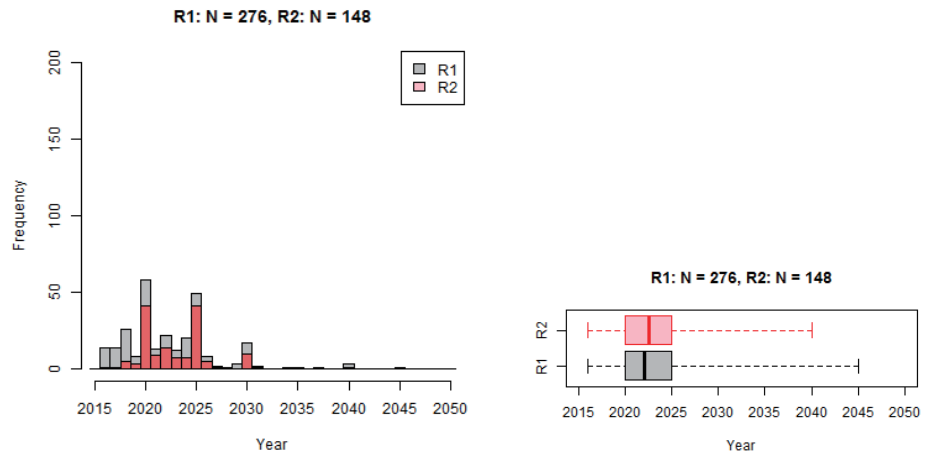 R1: N = 276, R2: N = 148
200
150
100
50
0
Frequency
R1
R2
2015 2020 2025 2030 2035 2040 2045 2050
Year
R1: N = 276, R2: N = 148
R2
R1
2015 2020 2025 2030 2035 2040 2045 2050
Year